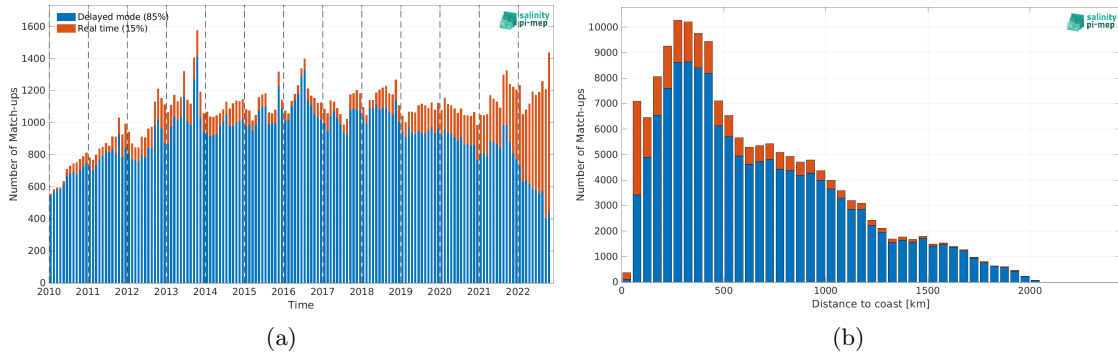 Delayed mode (85%)
Real time (15%)
salinity
pi-mep
1600
1400
1200
1000
800
600
400
200
0
Number of Match-ups
2010 2011 2012 2013 2014 2015 2016 2017 2018 2019 2020 2021 2022
Time
(a)
salinity
pi-mep
10000
9000
8000
7000
6000
5000
4000
3000
2000
1000
0
Number of Match-ups
0 500 1000 1500 2000
Distance to coast [km]
(b)